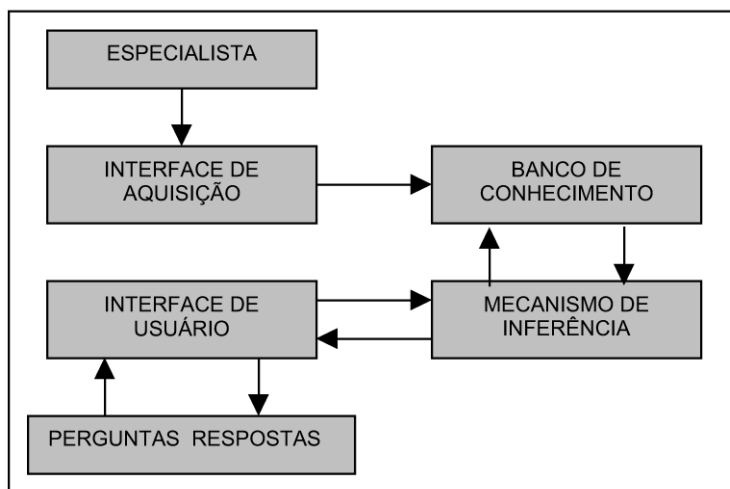 ESPECIALISTA
INTERFACE DE
AQUISIÇÃO
BANCO DE
CONHECIMENTO
INTERFACE DE
USUÁRIO
MECANISMO DE
INFERÊNCIA
PERGUNTAS RESPOSTAS